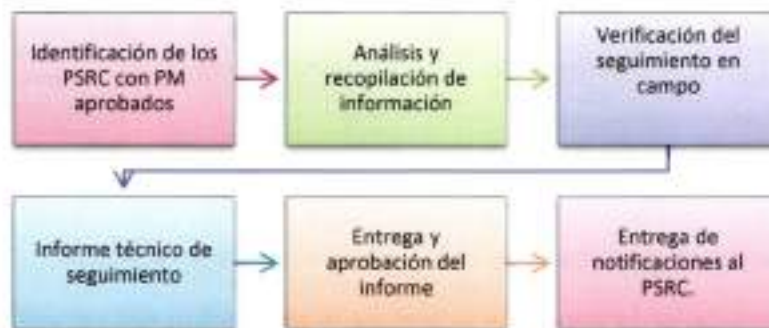 Identificación de los
PSRC con PM
aprobados
Análisis y
recopilación de
información
Verificación del
seguimiento en
campo
Informe técnico de
seguimiento
Entrega y
aprobación del
informe
Entrega de
notificaciones al
PSRC.